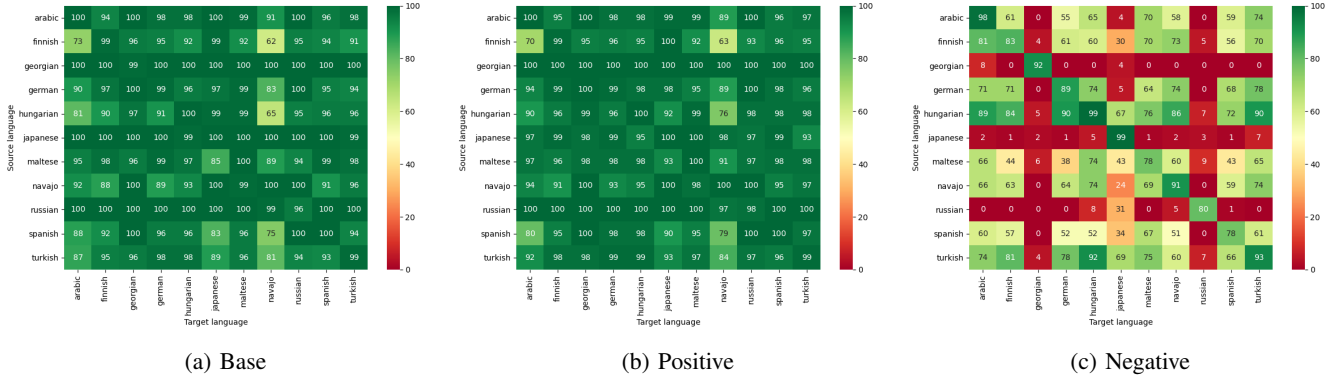 Source language
arabic 100 94 100 98 98 100 99 91 100 96 98
finnish 73 99 96 95 92 99 92 62 95 94 91
georgian 100 100 99 100 100 100 100 100 100 100 100
german 90 97 100 99 96 97 99 83 100 95 94
hungarian 81 90 97 91 100 99 99 65 95 96 96
japanese 100 100 100 99 99 100 100 100 100 100 99
maltese 95 98 96 99 97 85 100 89 94 99 98
navajo 92 88 100 89 93 100 100 100 100 91 96
russian 100 100 100 100 100 100 100 99 96 100 100
spanish 88 92 100 96 96 83 96 75 100 100 94
turkish 87 95 96 98 98 89 96 81 94 93 99
arabic finnish georgian german hungarian japanese maltese navajo russian spanish turkish
Target language
100
80
60
40
20
0
(a) Base
Source language
arabic 100 95 100 98 98 99 99 89 100 96 97
finnish 70 99 95 96 95 100 92 63 93 96 95
georgian 100 100 100 100 100 100 100 100 100 100 100
german 94 99 100 99 98 98 99 89 100 98 96
hungarian 90 99 98 96 100 92 99 76 98 98 98
japanese 97 99 98 99 95 100 98 97 99 97 93
maltese 97 96 98 98 98 93 100 91 97 98 98
navajo 94 91 100 93 95 97 98 100 100 95 97
russian 100 100 100 100 100 100 100 97 98 100 100
spanish 80 95 100 98 98 90 95 79 100 100 97
turkish 92 98 98 98 99 93 97 84 97 96 99
arabic finnish georgian german hungarian japanese maltese navajo russian spanish turkish
Target language
100
80
60
40
20
0
(b) Positive
Source language
arabic 98 61 0 55 65 4 70 58 0 59 74
finnish 81 83 4 61 60 30 70 73 5 56 70
georgian 8 0 92 0 0 4 0 0 0 0 0
german 71 71 0 89 74 5 64 74 0 68 78
hungarian 89 84 5 90 99 67 76 86 7 72 90
japanese 2 1 2 1 5 99 1 2 3 1 7
maltese 66 44 6 38 74 43 78 60 9 43 65
navajo 66 63 0 64 74 24 69 91 0 59 74
russian 0 0 0 0 8 31 0 5 80 1 0
spanish 60 57 0 52 52 34 67 51 0 78 61
turkish 74 81 4 78 92 69 75 60 7 66 93
arabic finnish georgian german hungarian japanese maltese navajo russian spanish turkish
Target language
100
80
60
40
20
0
(c) Negative